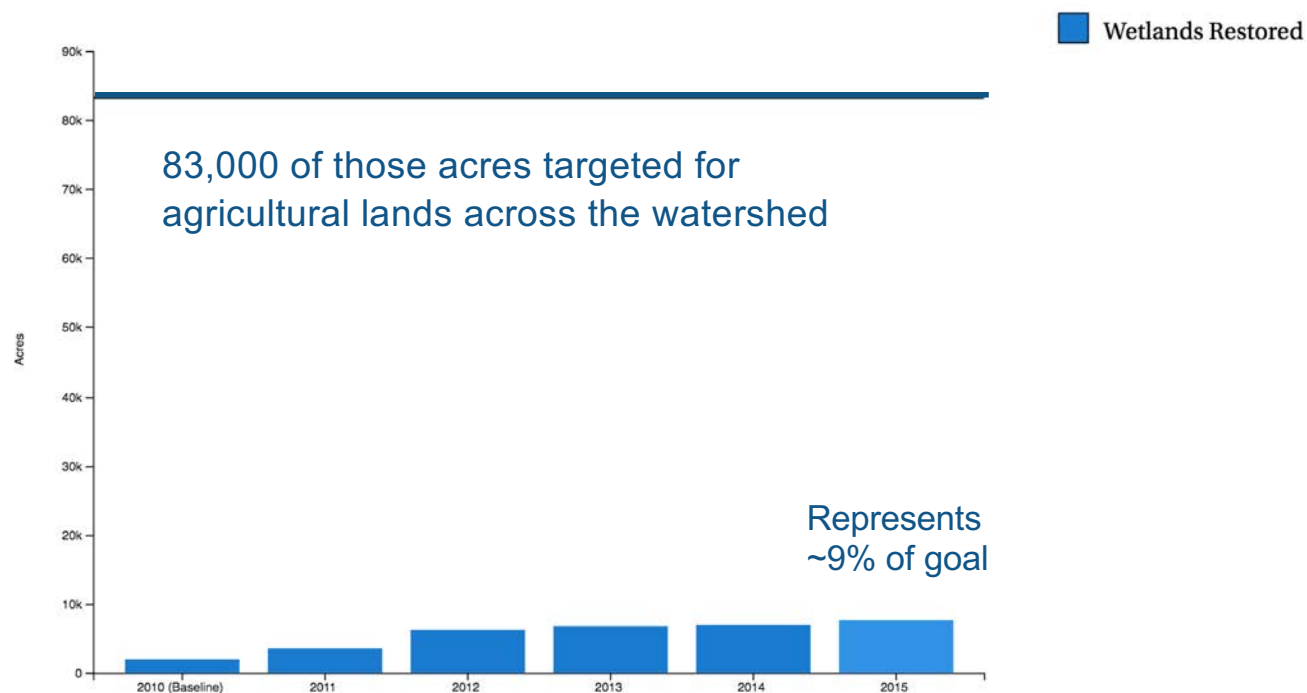 Wetlands Restored
90k
80k
83,000 of those acres targeted for
agricultural lands across the watershed
70k
60k
50k
Acres
40k
30k
20k
Represents
~9% of goal
10k
0
2010 (Baseline) 2011 2012 2013 2014 2015